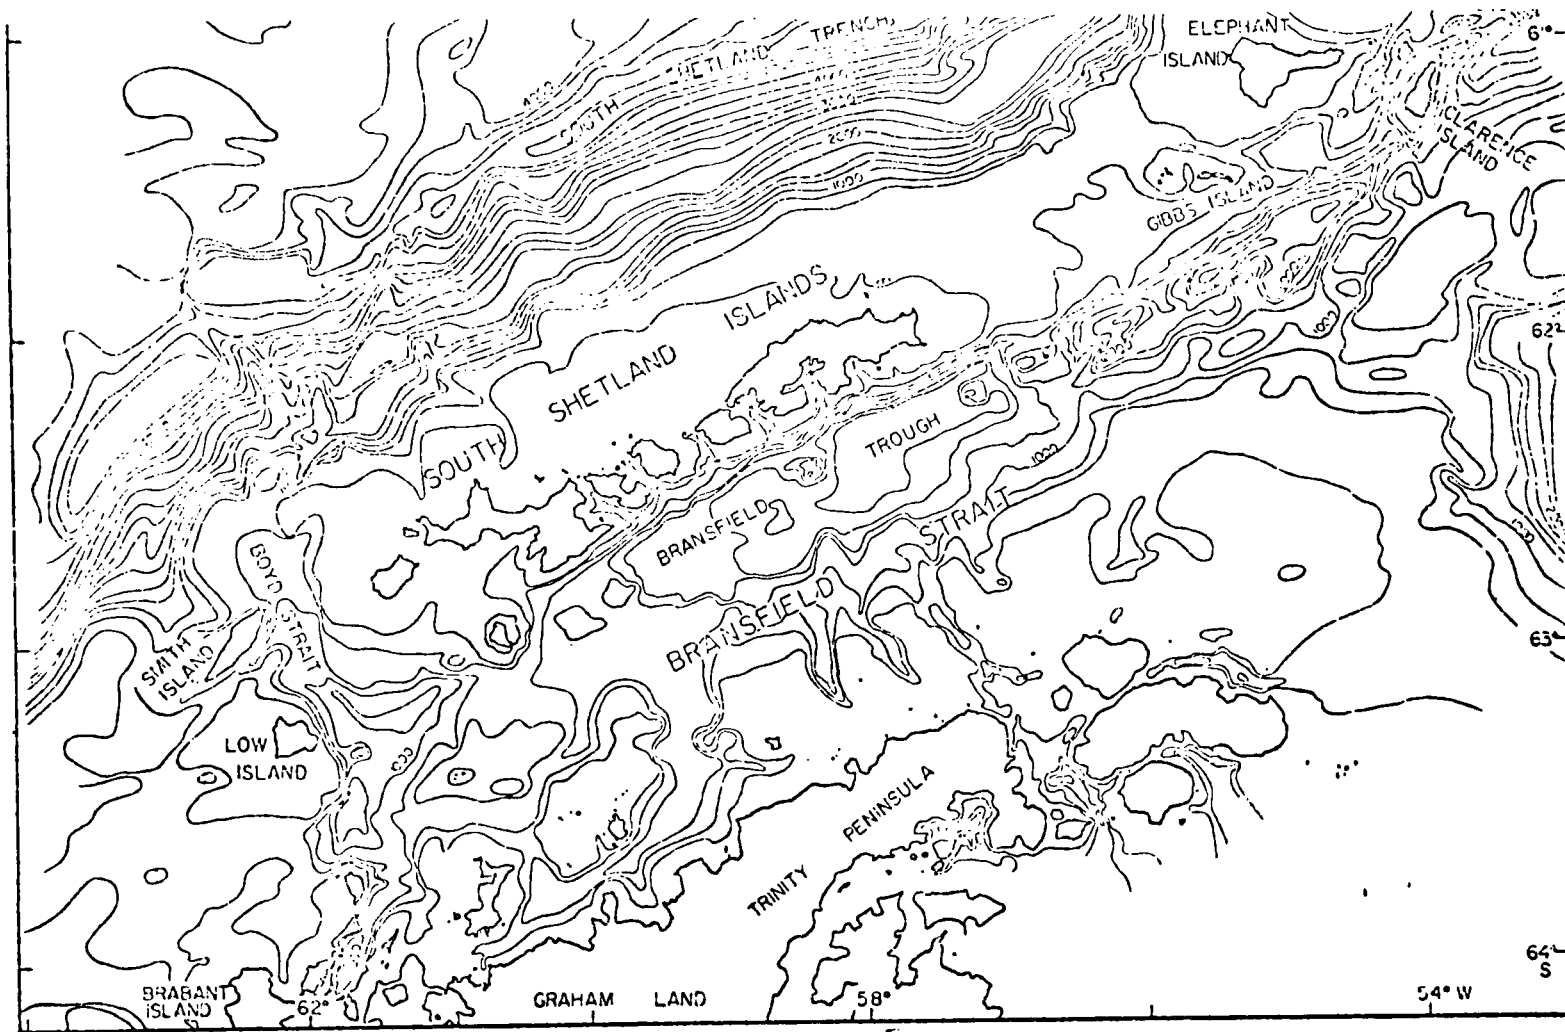 ELEPHANT
ISLAND
SOUTH SHETLAND TRENCH
4000
2000
1000
CLARENCE
ISLAND
GIBBS ISLAND
62°
1000
SOUTH SHETLAND ISLANDS
TROUGH
BRANSFIELD
1000
STRAIT
BRANSFIELD
BOYD STRAIT
SMITH
ISLAND
63°
LOW
ISLAND
TRINITY PENINSULA
64°
S
BRABANT
ISLAND
62°
GRAHAM LAND
58°
54° W